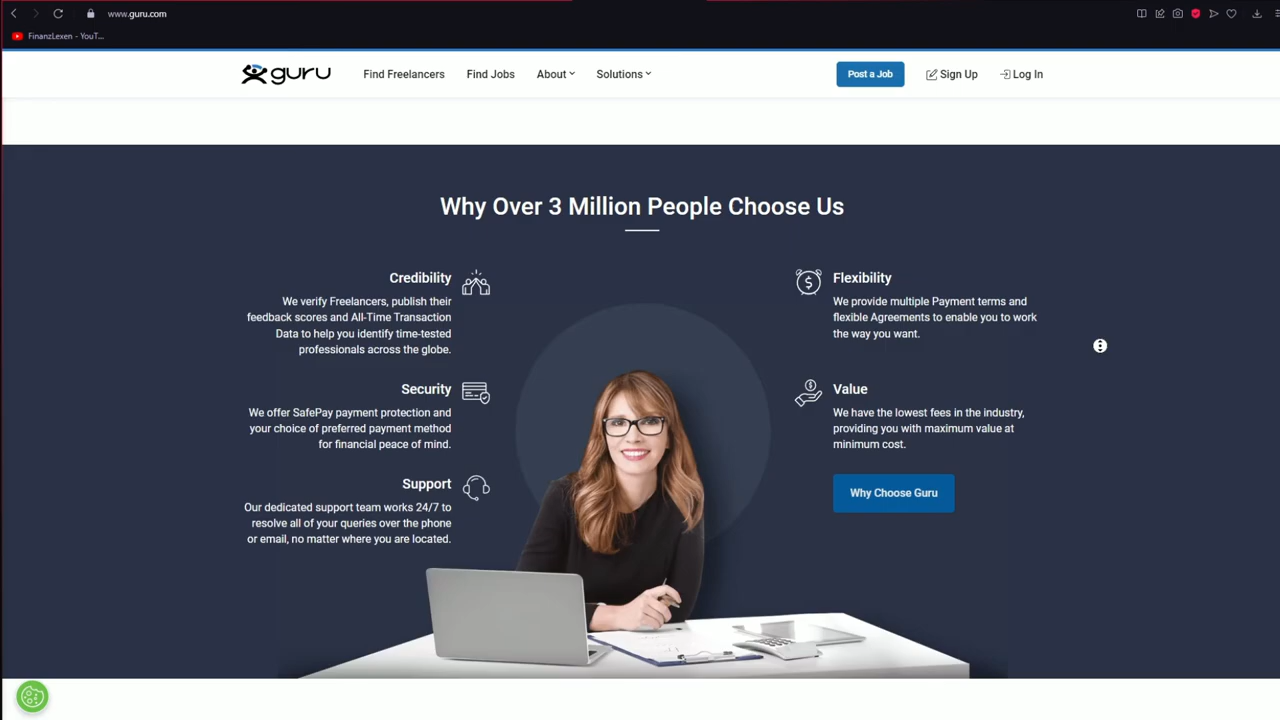 www.guru.com
FinanzLexen - YouT...
guru
Find Freelancers
Find Jobs
About
Solutions
Post a Job
Sign Up
Log In
Why Over 3 Million People Choose Us
Credibility
We verify Freelancers, publish their
feedback scores and All-Time Transaction
Data to help you identify time-tested
professionals across the globe.
Security
We offer SafePay payment protection and
your choice of preferred payment method
for financial peace of mind.
Support
Our dedicated support team works 24/7 to
resolve all of your queries over the phone
or email, no matter where you are located.
Flexibility
We provide multiple Payment terms and
flexible Agreements to enable you to work
the way you want.
Value
We have the lowest fees in the industry,
providing you with maximum value at
minimum cost.
Why Choose Guru